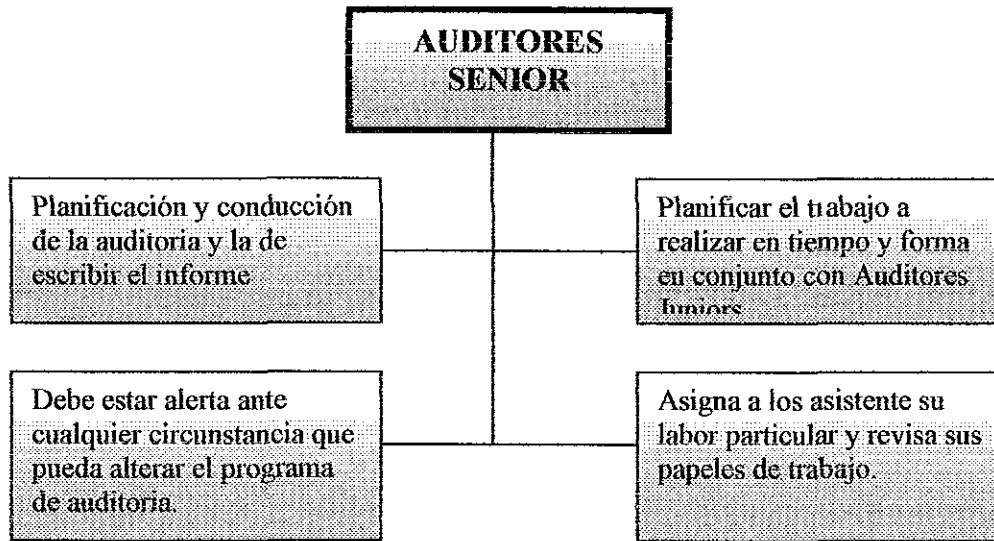 AUDITORES
SENIOR
Planificación y conducción
de la auditoria y la de
escribir el informe
Planificar el trabajo a
realizar en tiempo y forma
en conjunto con Auditores
Juniors
Debe estar alerta ante
cualquier circunstancia que
pueda alterar el programa
de auditoria.
Asigna a los asistente su
labor particular y revisa sus
papeles de trabajo.